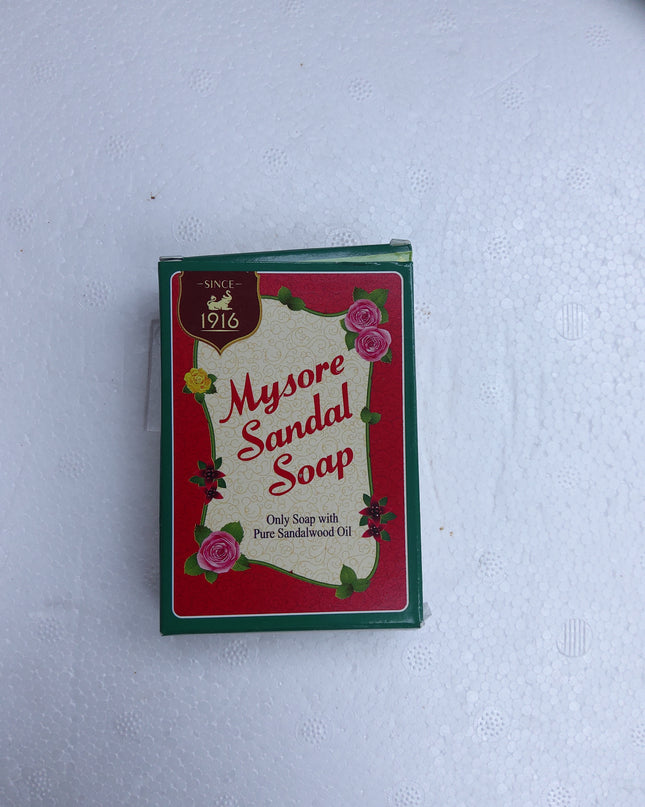 -SINCE-
1916
Mysore
Sandal
Soap
Only Soap with
Pure Sandalwood Oil